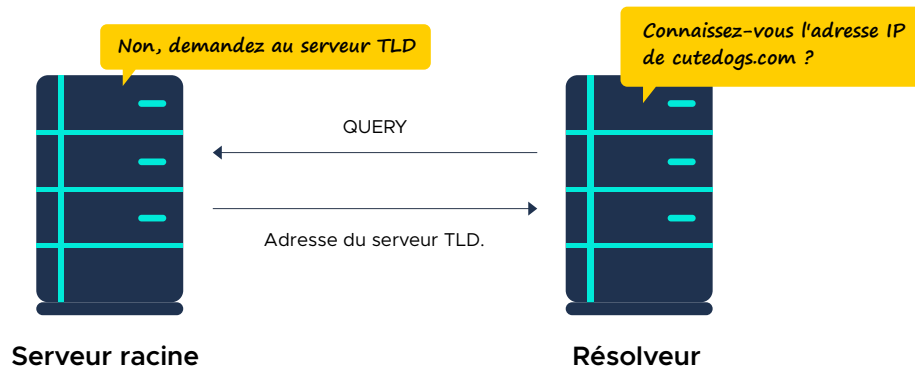 Non, demandez au serveur TLD
Connaissez-vous l'adresse IP
de cutedogs.com ?
QUERY
Adresse du serveur TLD.
Serveur racine
Résolveur